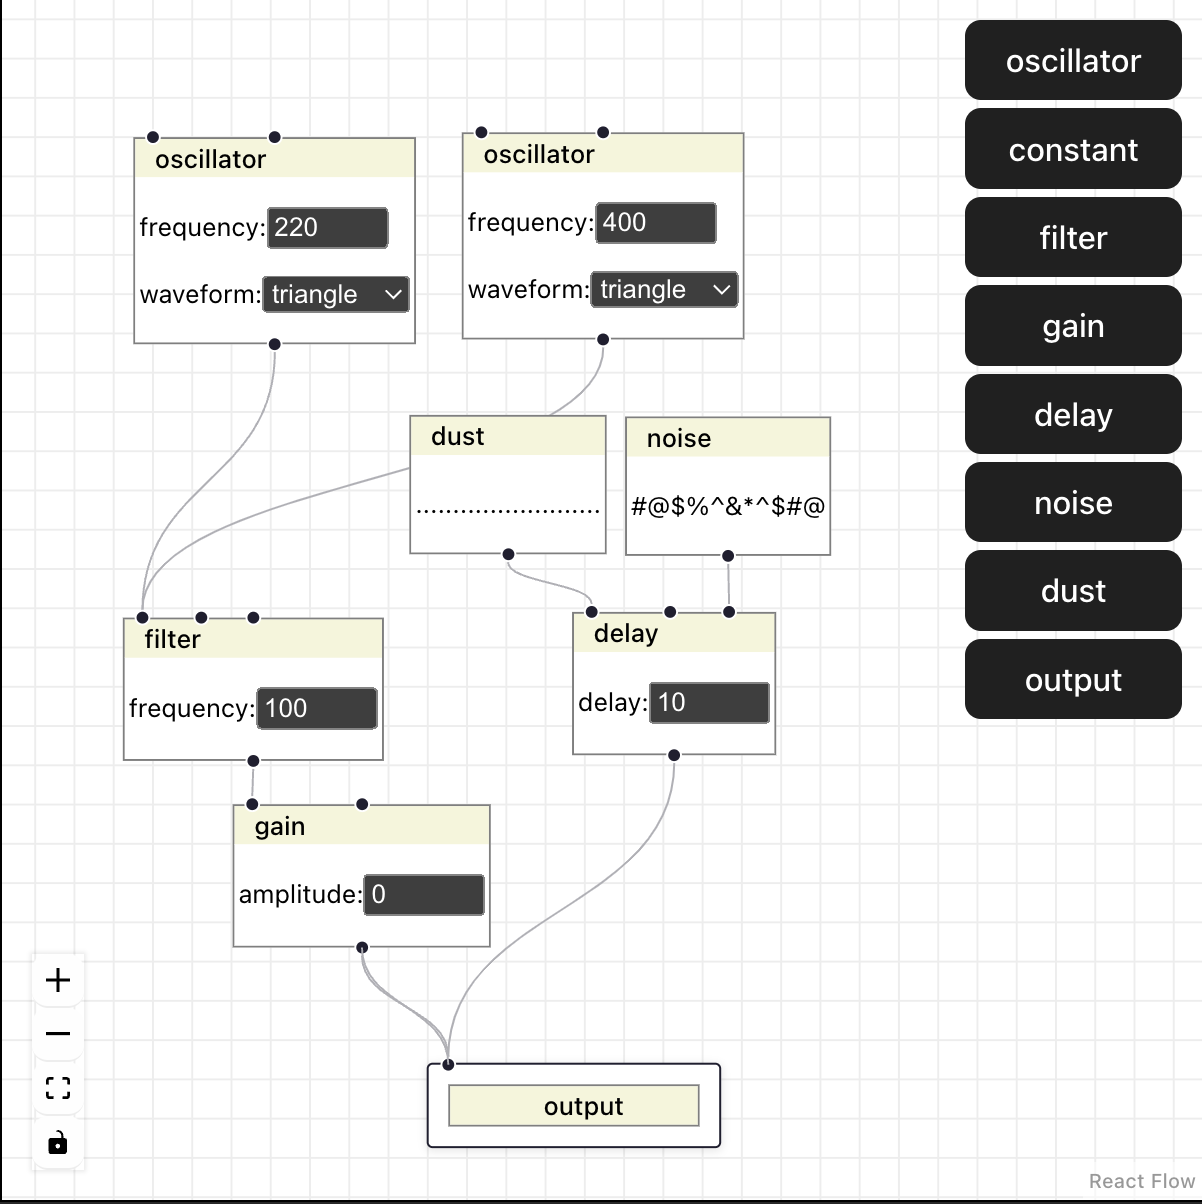 oscillator
frequency: 220
waveform: triangle
oscillator
frequency: 400
waveform: triangle
dust
.........................
noise
#@$%^&*^$#@
filter
frequency: 100
delay
delay: 10
gain
amplitude: 0
output
oscillator
constant
filter
gain
delay
noise
dust
output
React Flow